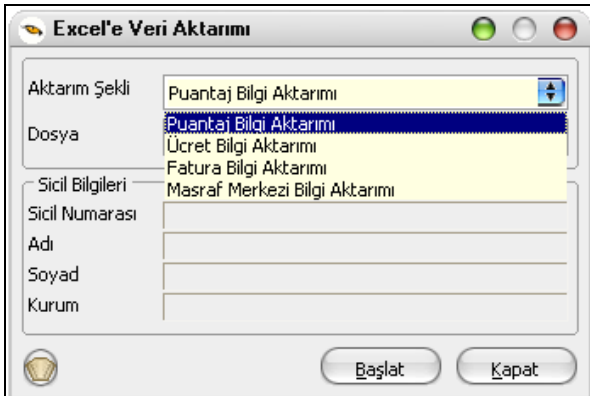 Excel'e Veri Aktarımı
Aktarım Şekli
Puantaj Bilgi Aktarımı
Dosya
Puantaj Bilgi Aktarımı
Ücret Bilgi Aktarımı
Fatura Bilgi Aktarımı
Masraf Merkezi Bilgi Aktarımı
Sicil Bilgileri
Sicil Numarası
Adı
Soyad
Kurum
Başlat
Kapat